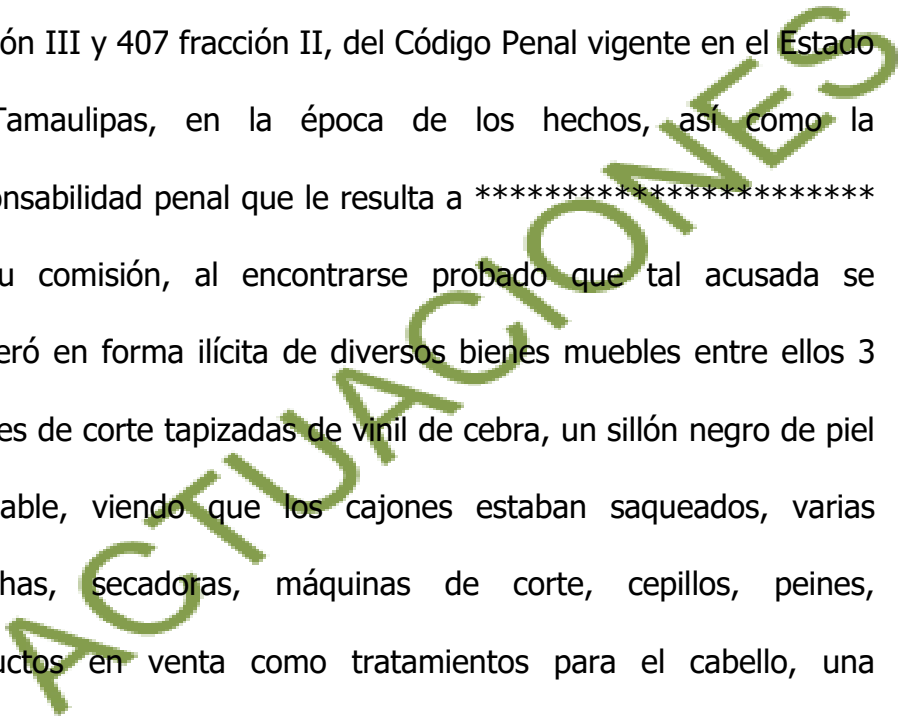 ón III y 407 fracción II, del Código Penal vigente en el Estado
Tamaulipas, en la época de los hechos, así como la
onsabilidad penal que le resulta a ***********************
u comisión, al encontrarse probado que tal acusada se
eró en forma ilícita de diversos bienes muebles entre ellos 3
es de corte tapizadas de vinil de cebra, un sillón negro de piel
able, viendo que los cajones estaban saqueados, varias
has, secadoras, máquinas de corte, cepillos, peines,
uctos en venta como tratamientos para el cabello, una
ACTUACIONES